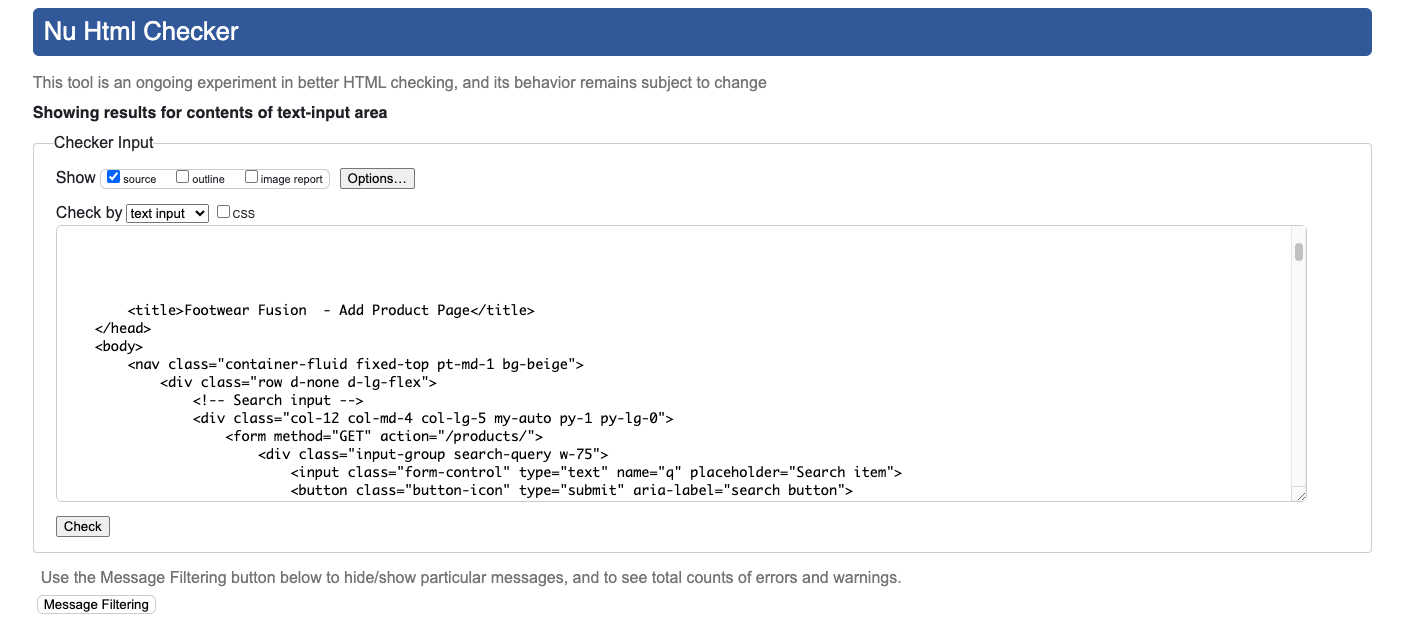 Nu Html Checker
This tool is an ongoing experiment in better HTML checking, and its behavior remains subject to change
Showing results for contents of text-input area
Checker Input
Show source outline image report Options...
Check by text input css
<title>Footwear Fusion  - Add Product Page</title>
</head>
<body>
<nav class="container-fluid fixed-top pt-md-1 bg-beige">
<div class="row d-none d-lg-flex">
<!-- Search input -->
<div class="col-12 col-md-4 col-lg-5 my-auto py-1 py-lg-0">
<form method="GET" action="/products/">
<div class="input-group search-query w-75">
<input class="form-control" type="text" name="q" placeholder="Search item">
<button class="button-icon" type="submit" aria-label="search button">
Check
Use the Message Filtering button below to hide/show particular messages, and to see total counts of errors and warnings.
Message Filtering